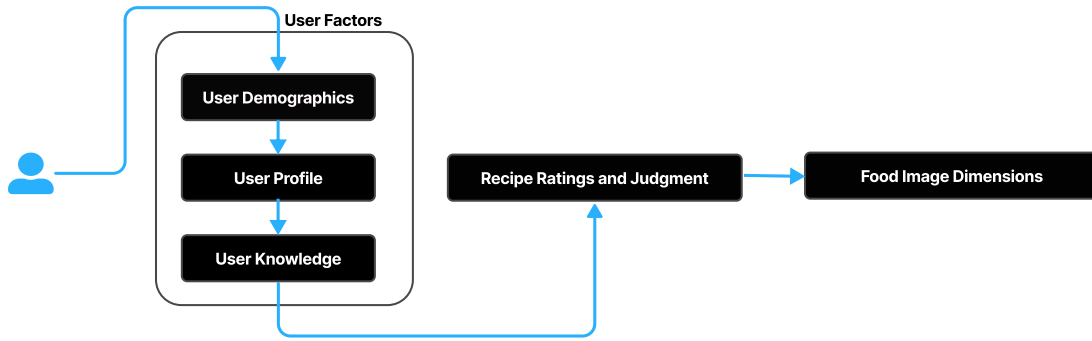 User Factors
User Demographics
User Profile
User Knowledge
Recipe Ratings and Judgment
Food Image Dimensions